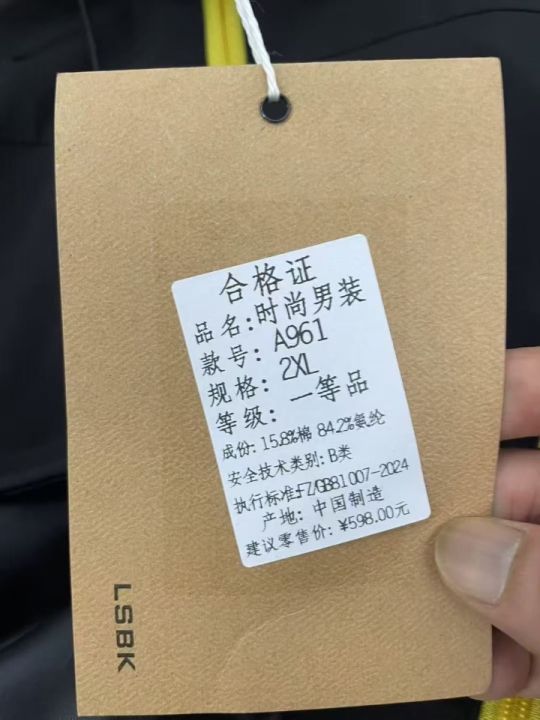 合格证
品名:时尚男装
款号: A961
规格: 2XL
等级: 一等品
成份: 15.8%棉 84.2%氨纶
安全技术类别: B类
执行标准:FZ/GB81007-2024
产地: 中国制造
建议零售价: ¥598.00元
LSBK